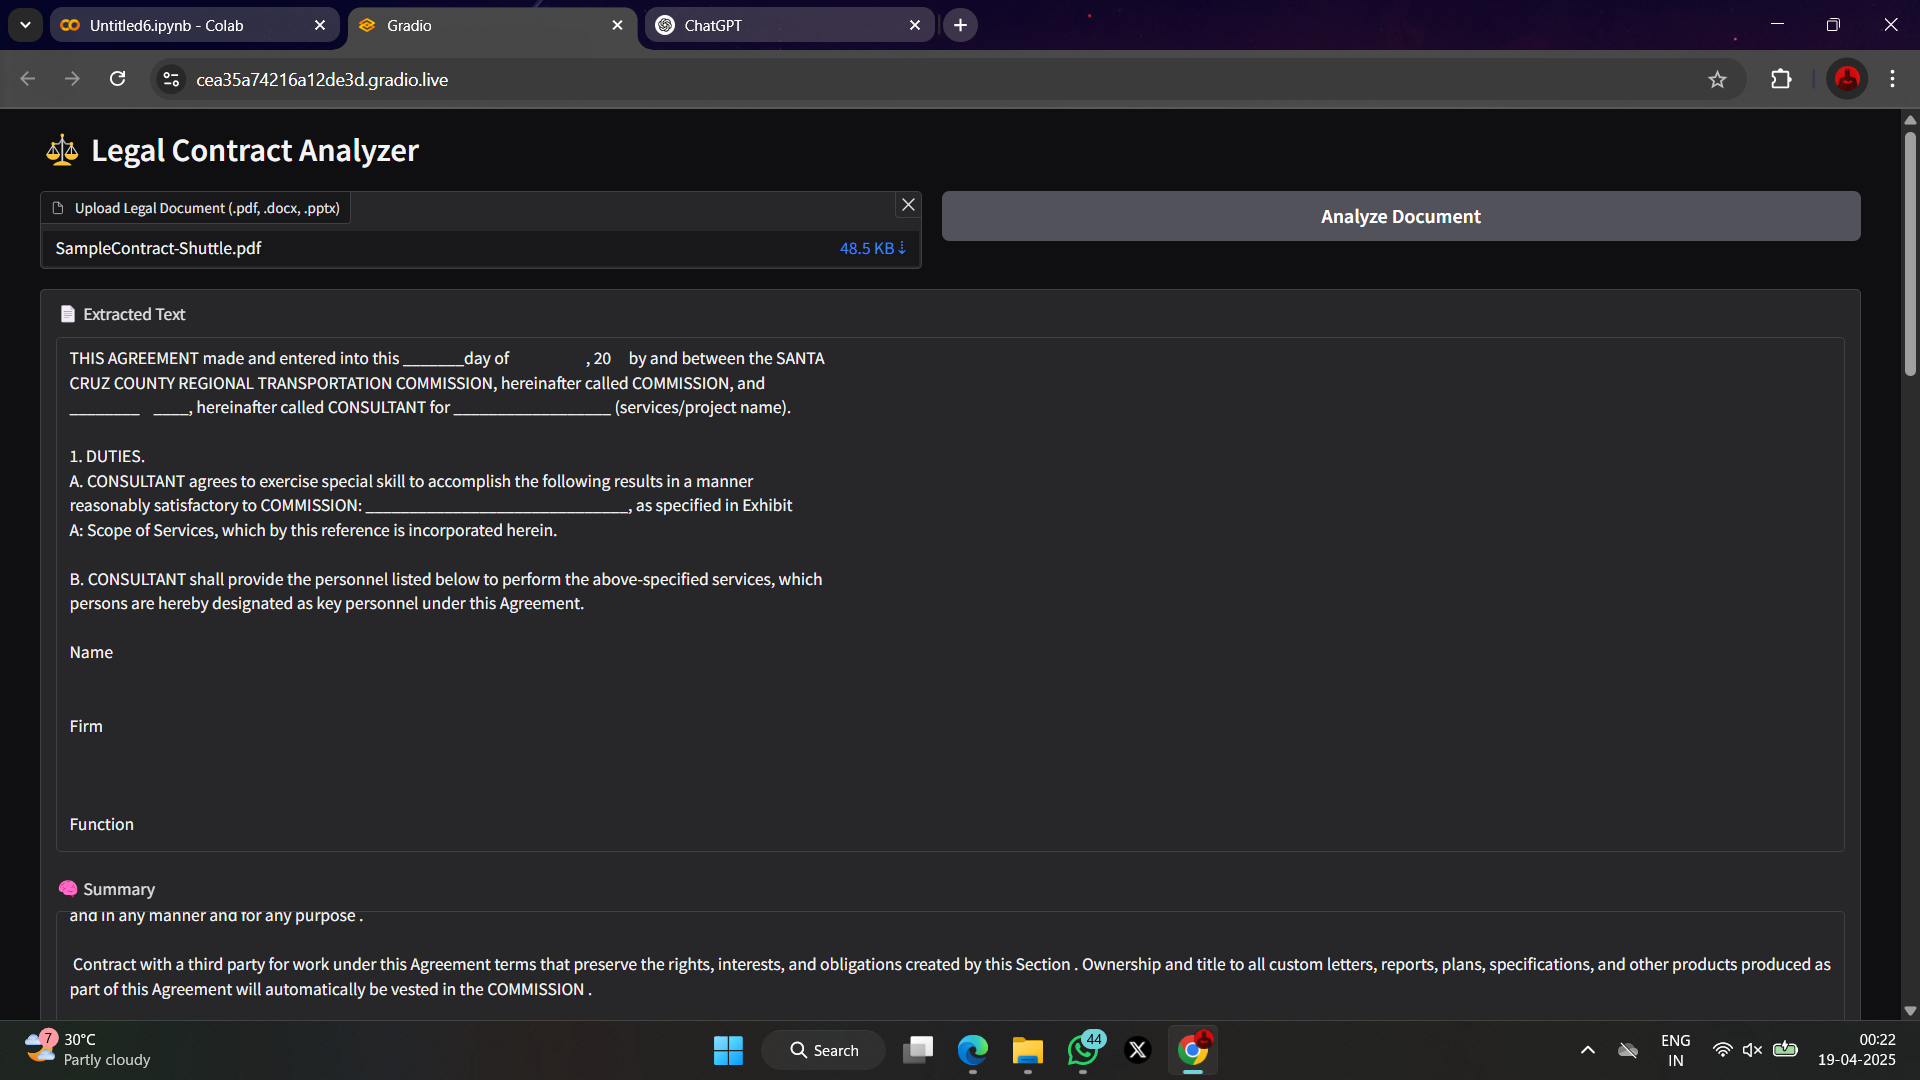 Untitled6.ipynb - Colab
Gradio
ChatGPT
cea35a74216a12de3d.gradio.live
Legal Contract Analyzer
Upload Legal Document (.pdf, .docx, .pptx)
SampleContract-Shuttle.pdf
48.5 KB↓
Analyze Document
Extracted Text
THIS AGREEMENT made and entered into this _______day of , 20 by and between the SANTA
CRUZ COUNTY REGIONAL TRANSPORTATION COMMISSION, hereinafter called COMMISSION, and
________ ____, hereinafter called CONSULTANT for __________________ (services/project name).
1. DUTIES.
A. CONSULTANT agrees to exercise special skill to accomplish the following results in a manner
reasonably satisfactory to COMMISSION: ______________________________, as specified in Exhibit
A: Scope of Services, which by this reference is incorporated herein.
B. CONSULTANT shall provide the personnel listed below to perform the above-specified services, which
persons are hereby designated as key personnel under this Agreement.
Name
Firm
Function
Summary
and in any manner and for any purpose .
Contract with a third party for work under this Agreement terms that preserve the rights, interests, and obligations created by this Section . Ownership and title to all custom letters, reports, plans, specifications, and other products produced as
part of this Agreement will automatically be vested in the COMMISSION .
7
30°C
Partly cloudy
Search
44
ENG
IN
00:22
19-04-2025